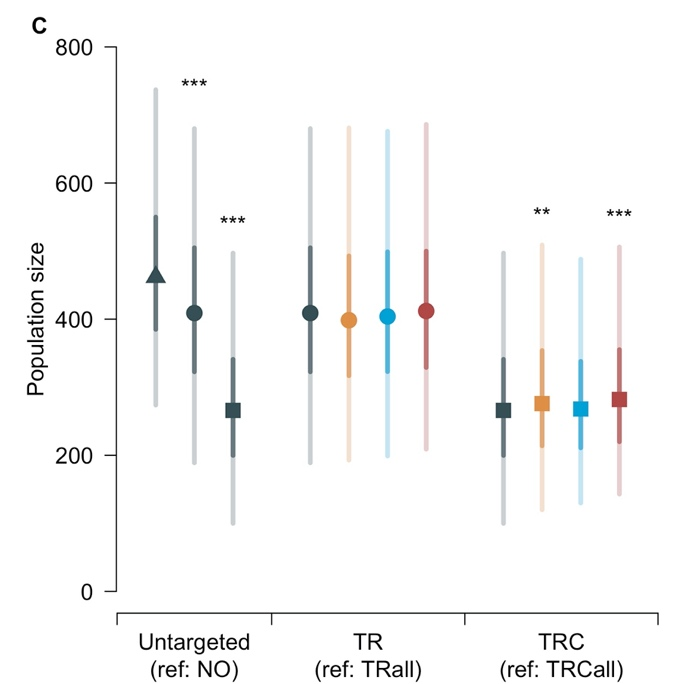 C
800
600
400
200
0
Population size
***
***
**
***
Untargeted
(ref: NO)
TR
(ref: TRall)
TRC
(ref: TRCall)